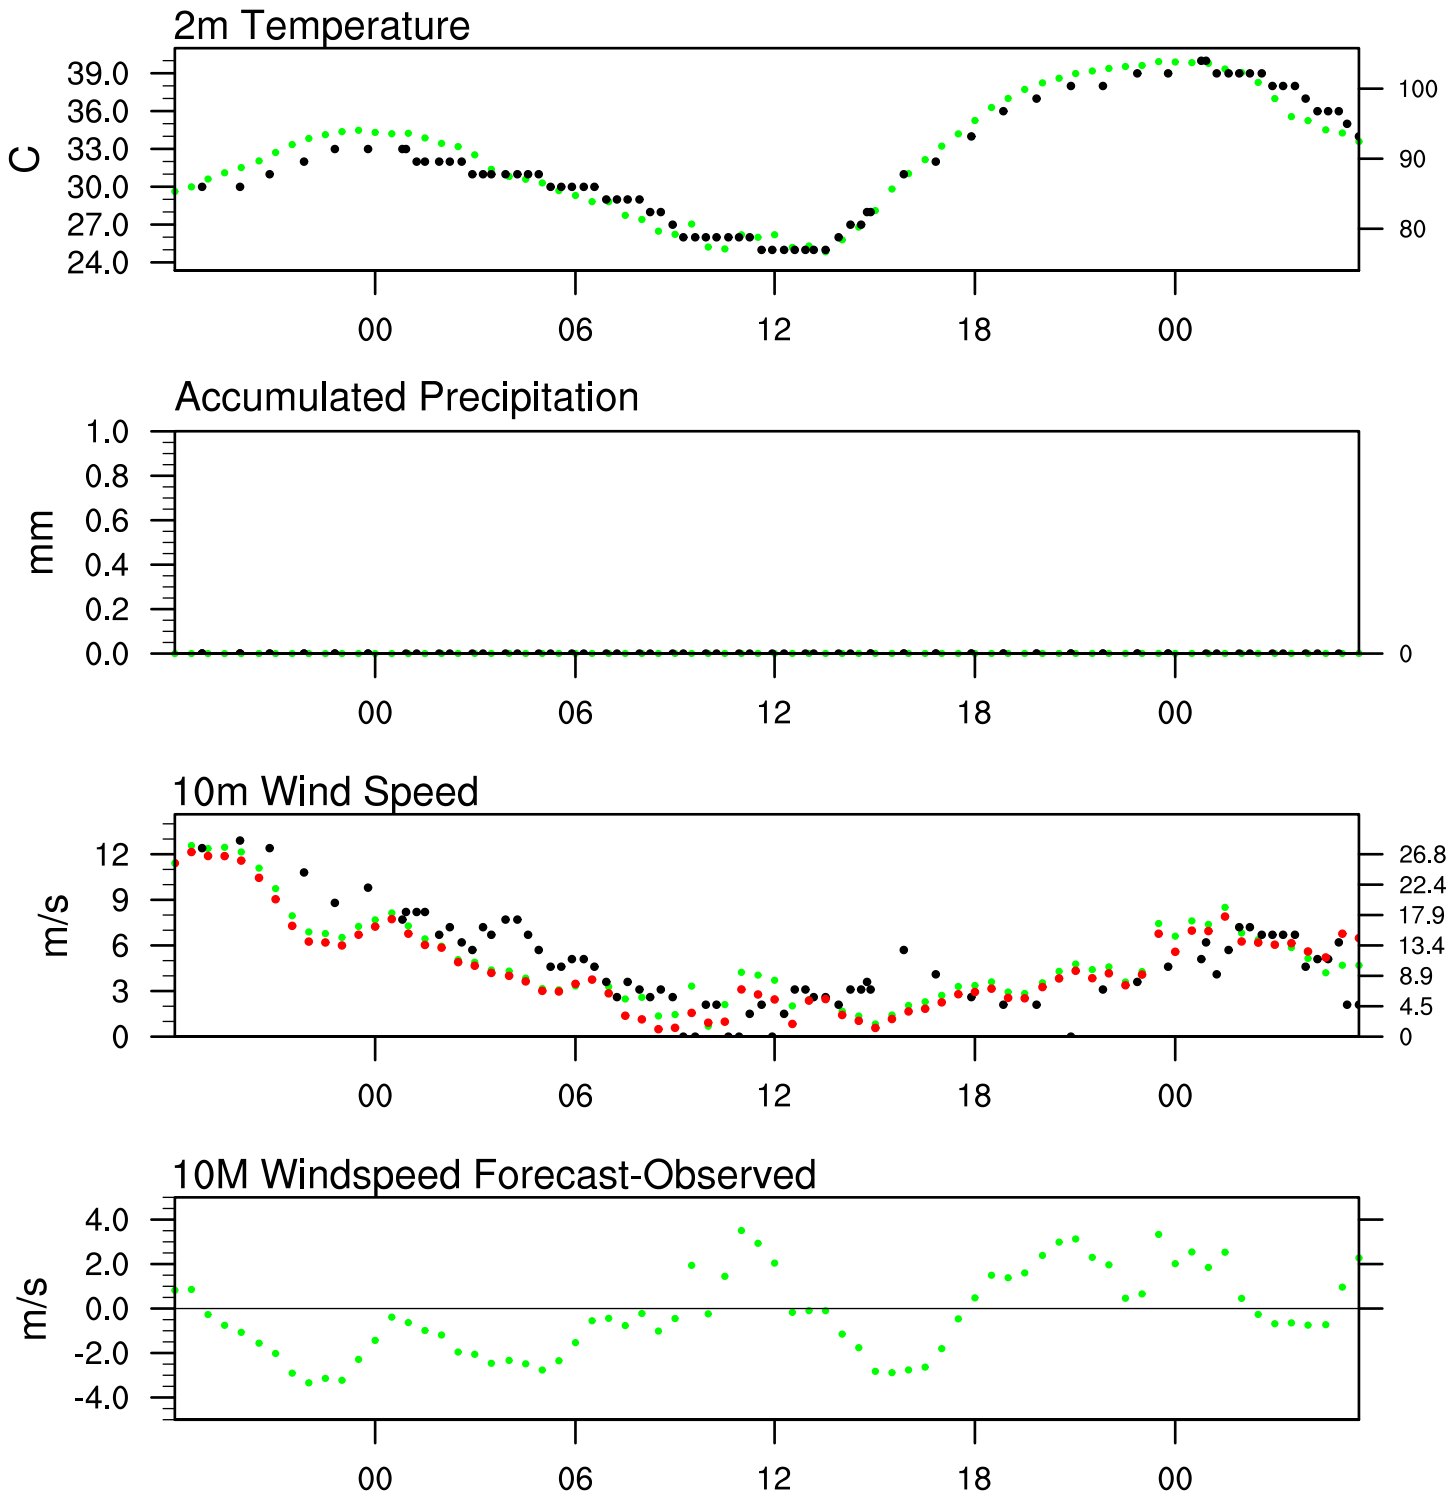 2m Temperature
39.0
36.0
33.0
30.0
27.0
24.0
C
100
90
80
00 06 12 18 00
Accumulated Precipitation
1.0
0.8
0.6
0.4
0.2
0.0
mm
0
00 06 12 18 00
10m Wind Speed
12
9
6
3
0
m/s
26.8
22.4
17.9
13.4
8.9
4.5
0
00 06 12 18 00
10M Windspeed Forecast-Observed
4.0
2.0
0.0
-2.0
-4.0
m/s
00 06 12 18 00